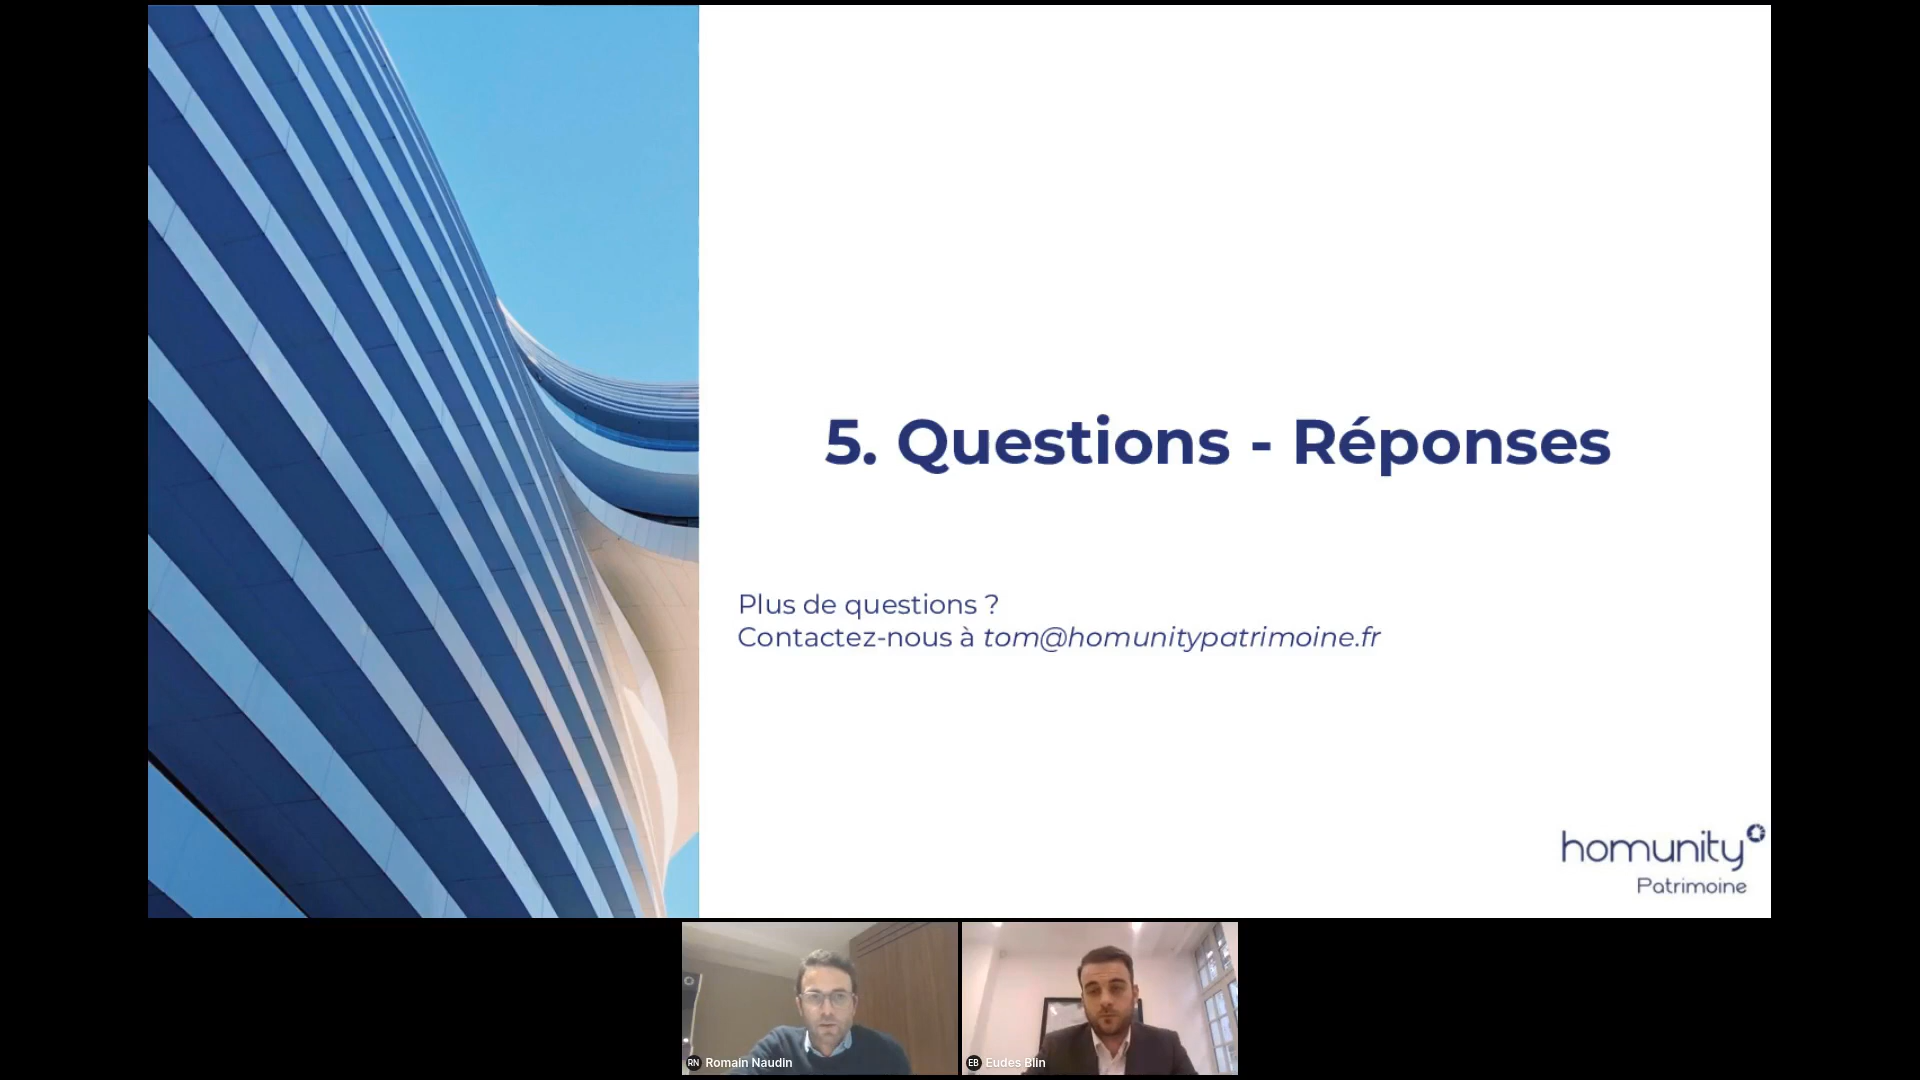 5. Questions - Réponses
Plus de questions ?
Contactez-nous à tom@homunitypatrimoine.fr
homunity
Patrimoine
RN Romain Naudin
EB Eudes Blin